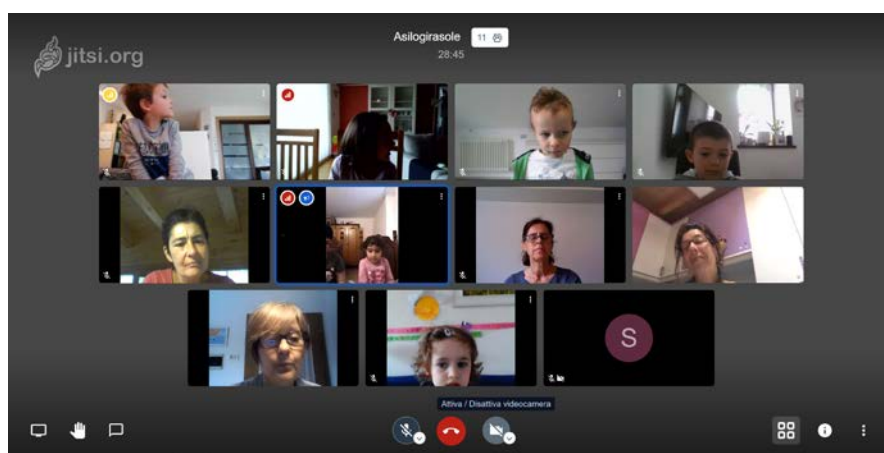 jitsi.org
Asilogirasole 11
28:45
S
Attiva / Disattiva videocamera